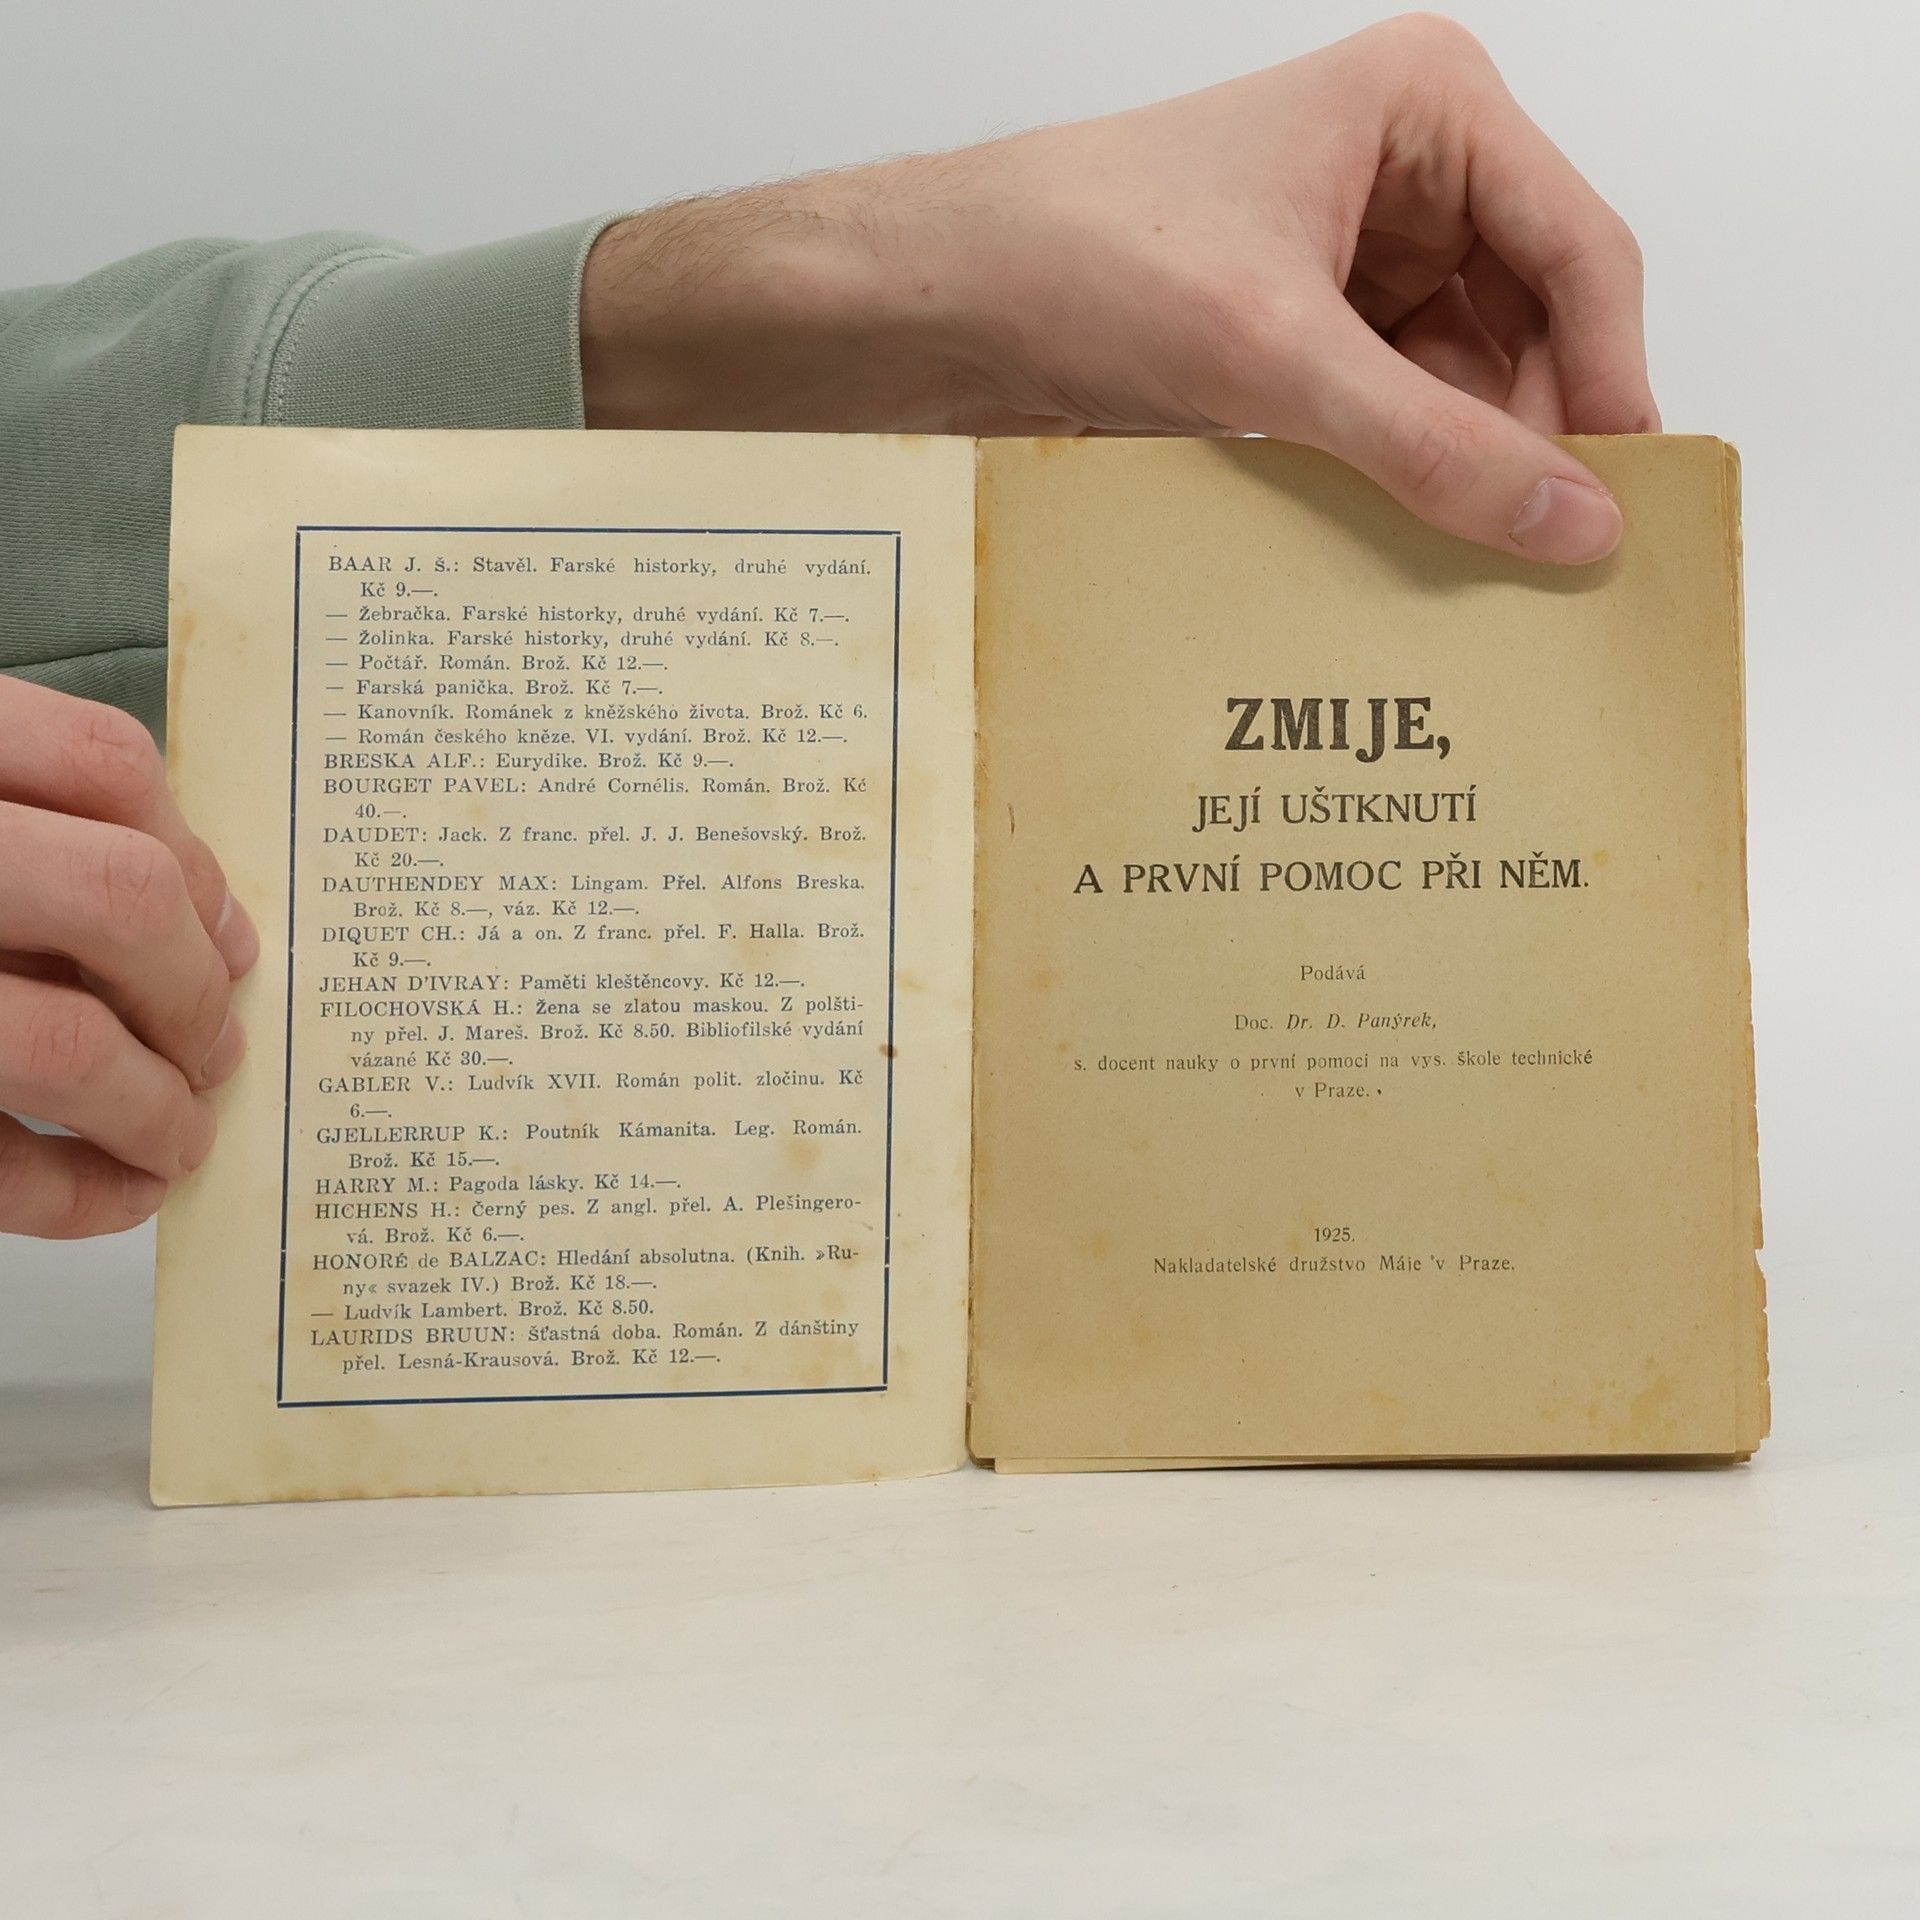 BAAR J. Š.: Stavěl. Farské historky, druhé vydání.
Kč 9.—.
— Žebračka. Farské historky, druhé vydání. Kč 7.—.
— Žolinka. Farské historky, druhé vydání. Kč 8.—.
— Počtář. Román. Brož. Kč 12.—.
— Farská panička. Brož. Kč 7.—.
— Kanovník. Románek z kněžského života. Brož. Kč 6.
— Román českého kněze. VI. vydání. Brož. Kč 12.—.
BRESKA ALF.: Eurydike. Brož. Kč 9.—.
BOURGET PAVEL: André Cornélis. Román. Brož. Kč
40.—.
DAUDET: Jack. Z franc. přel. J. J. Benešovský. Brož.
Kč 20.—.
DAUTHENDEY MAX: Lingam. Přel. Alfons Breska.
Brož. Kč 8.—, váz. Kč 12.—.
DIQUET CH.: Já a on. Z franc. přel. F. Halla. Brož.
Kč 9.—.
JEHAN D'IVRAY: Paměti kleštěncovy. Kč 12.—.
FILOCHOVSKÁ H.: Žena se zlatou maskou. Z polšti-
ny přel. J. Mareš. Brož. Kč 8.50. Bibliofilské vydání
vázané Kč 30.—.
GABLER V.: Ludvík XVII. Román polit. zločinu. Kč
6.—.
GJELLERRUP K.: Poutník Kámanita. Leg. Román.
Brož. Kč 15.—.
HARRY M.: Pagoda lásky. Kč 14.—.
HICHENS H.: Černý pes. Z angl. přel. A. Plešingero-
vá. Brož. Kč 6.—.
HONORÉ de BALZAC: Hledání absolutna. (Knih. »Ru-
ny« svazek IV.) Brož. Kč 18.—.
— Ludvík Lambert. Brož. Kč 8.50.
LAURIDS BRUUN: Šťastná doba. Román. Z dánštiny
přel. Lesná-Krausová. Brož. Kč 12.—.
ZMIJE,
JEJÍ UŠTKNUTÍ
A PRVNÍ POMOC PŘI NĚM.
Podává
Doc. Dr. D. Panýrek,
s. docent nauky o první pomoci na vys. škole technické
v Praze.
1925.
Nakladatelské družstvo Máje v Praze.